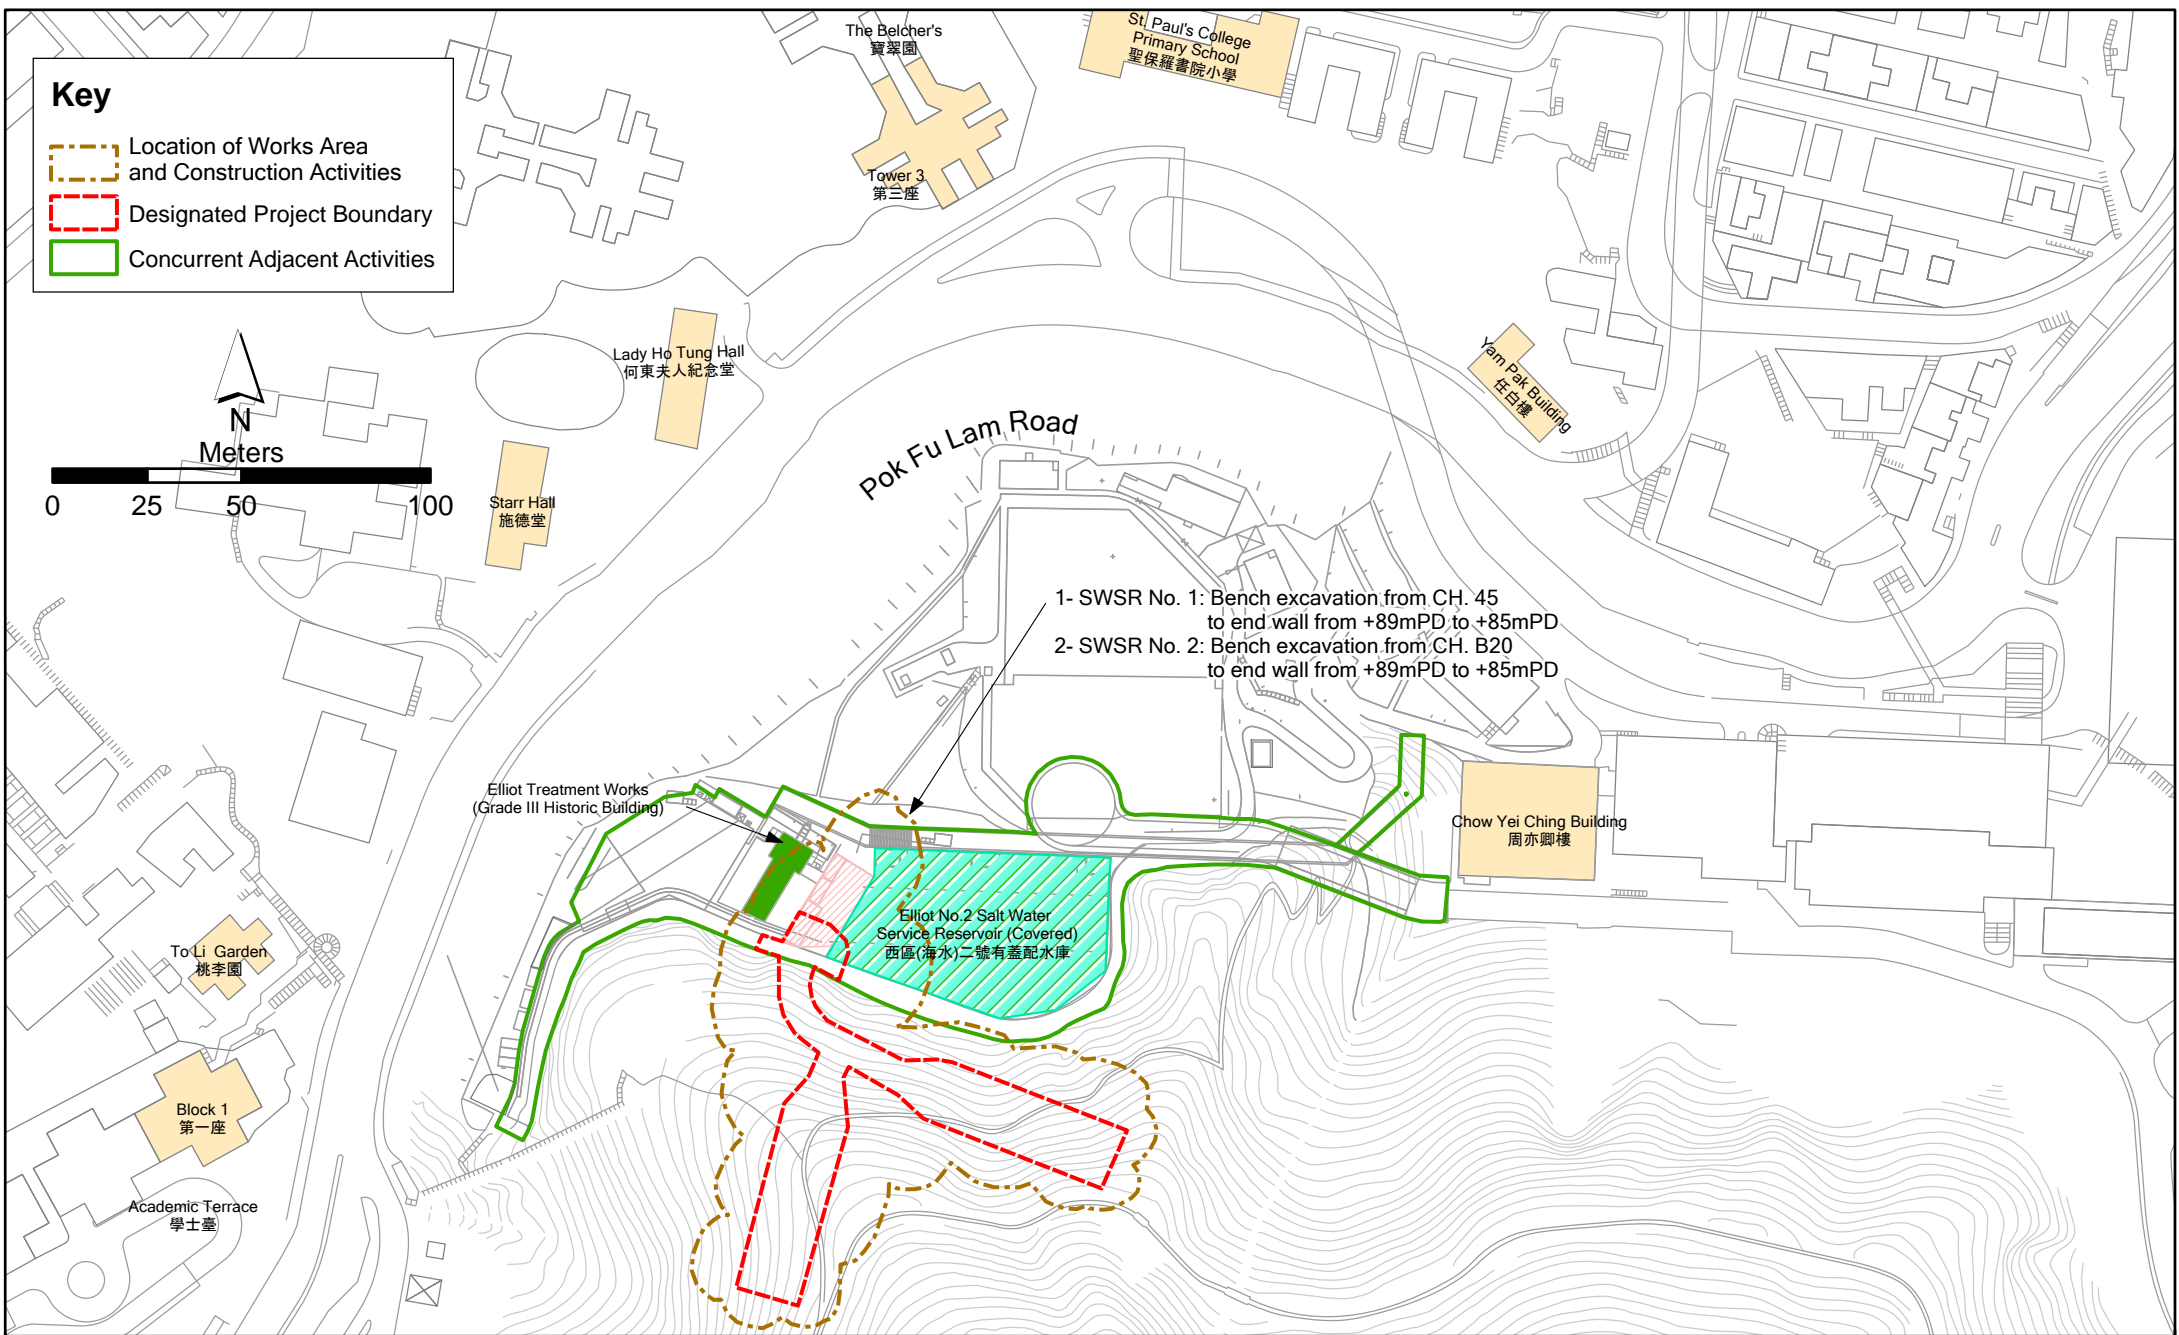 The Belcher's
寶翠園
St. Paul's College
Primary School
聖保羅書院小學
Key
Location of Works Area
and Construction Activities
Designated Project Boundary
Concurrent Adjacent Activities
Tower 3
第三座
N
Meters
0 25 50 100
Lady Ho Tung Hall
何東夫人紀念堂
Yam Pak Building
任白樓
Starr Hall
施德堂
Pok Fu Lam Road
1- SWSR No. 1: Bench excavation from CH. 45
to end wall from +89mPD to +85mPD
2- SWSR No. 2: Bench excavation from CH. B20
to end wall from +89mPD to +85mPD
Elliot Treatment Works
(Grade III Historic Building)
Chow Yei Ching Building
周亦卿樓
Elliot No.2 Salt Water
Service Reservoir (Covered)
西區(海水)二號有蓋配水庫
To Li Garden
桃李園
Block 1
第一座
Academic Terrace
學士臺